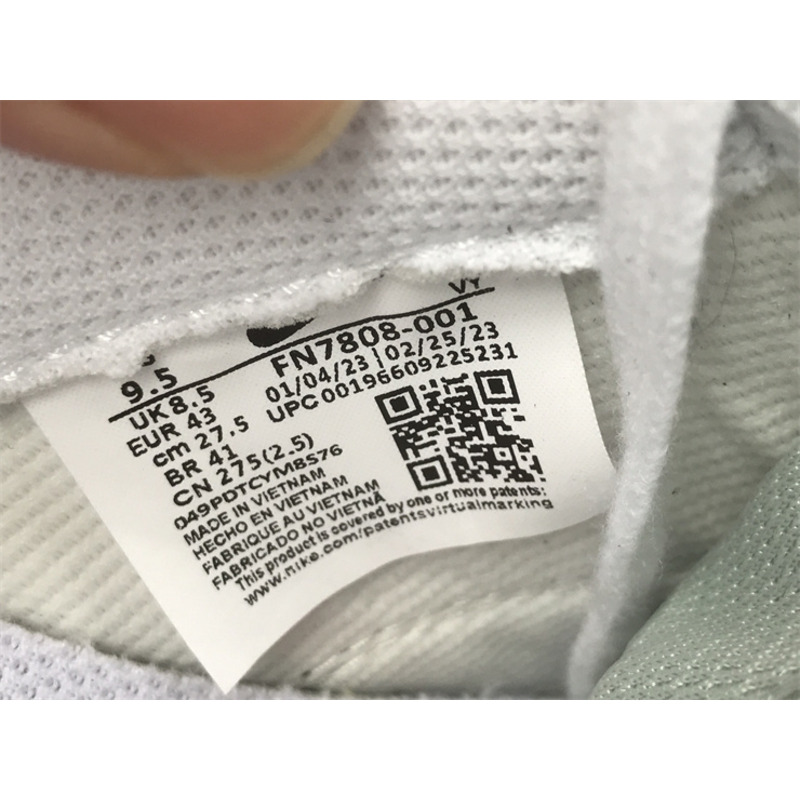 VY
9.5
FN7808-001
UK 8.5
01/04/23 | 02/25/23
EUR 43
UPC 00196609225231
cm 27.5
BR 41
CN 275(2.5)
049PDTCYM8S76
MADE IN VIETNAM
HECHO EN VIETNAM
FABRIQUE AU VIETNAM
FABRICADO NO VIETNÃ
This product is covered by one or more patents:
www.nike.com/patentsvirtualmarking